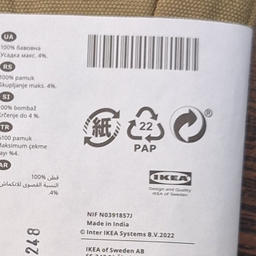 UA
100% бавовна
Усадка макс. 4%.
RS
100% pamuk
Skupljanje maks. 4%.
SI
100% bombaž
Krčenje do 4 %.
TR
%100 pamuk
Maksimum çekme
payı %4.
AR
قطن 100%
النسبة القصوى للانكماش
4%.
248
紙
22
PAP
®
IKEA
Design and Quality
IKEA of Sweden
NIF N0391857J
Made in India
© Inter IKEA Systems B.V.2022
IKEA of Sweden AB